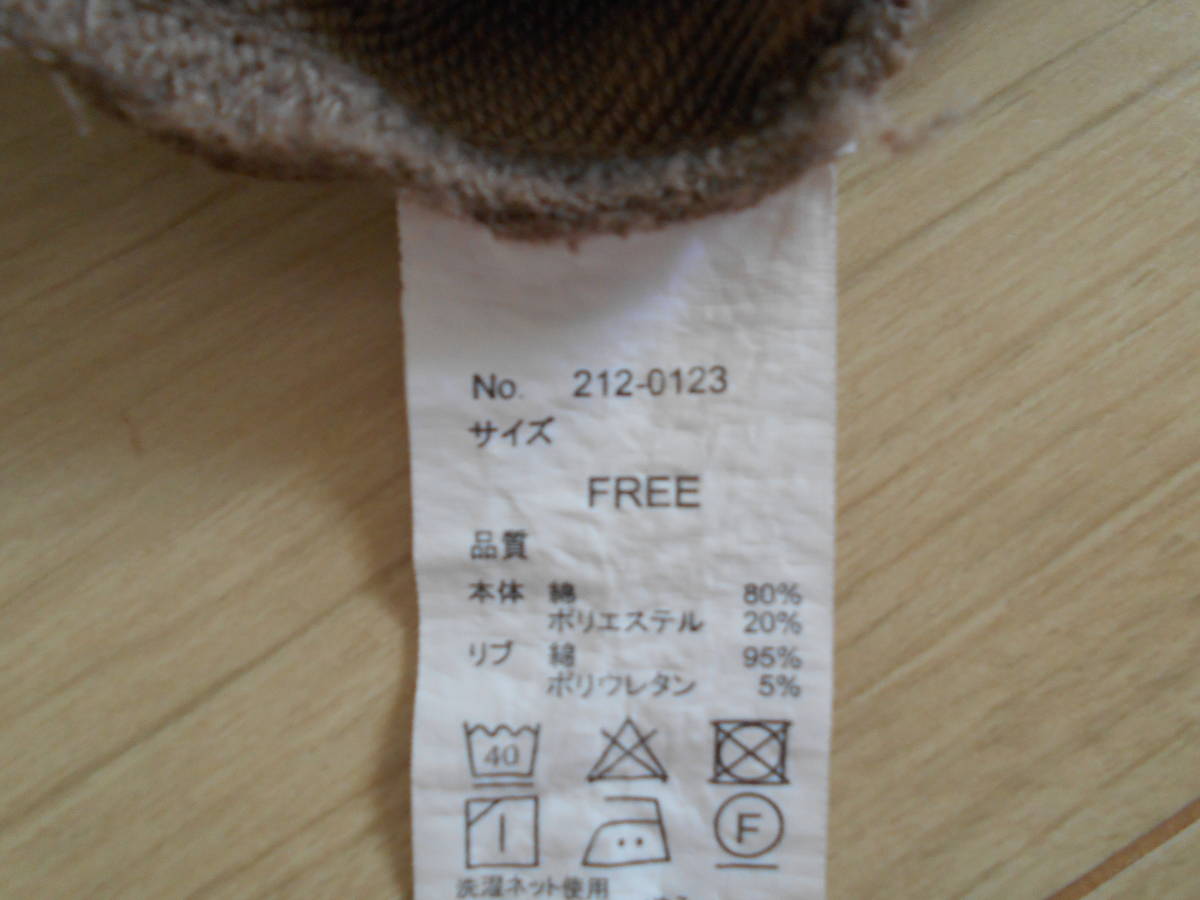 No. 212-0123
サイズ
FREE
品質
本体 綿 80%
ポリエステル 20%
リブ 綿 95%
ポリウレタン 5%
40
F
洗濯ネット使用